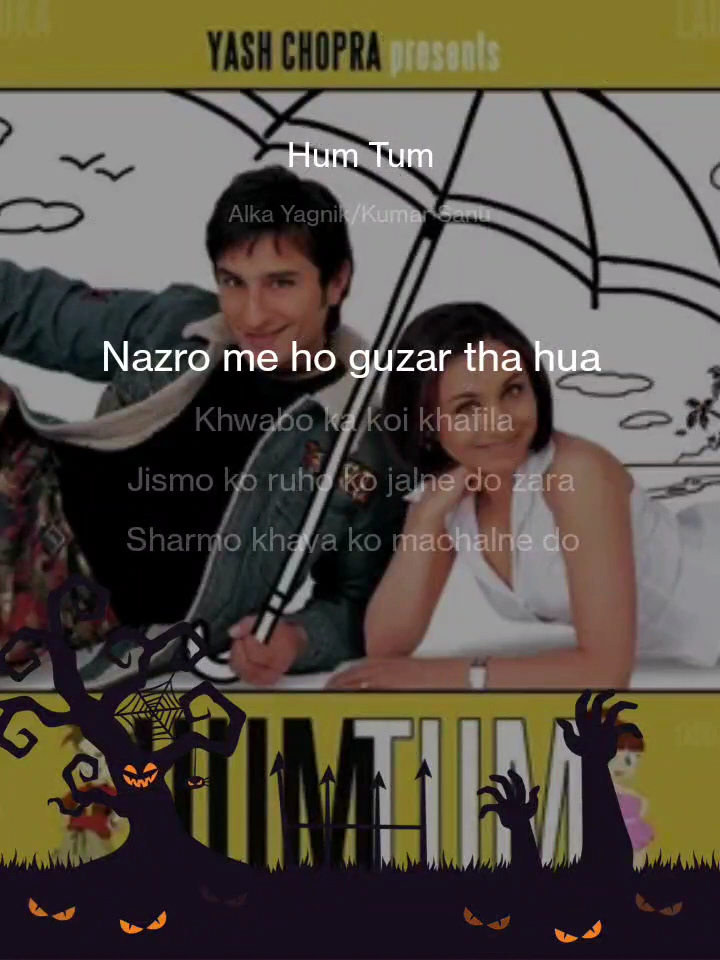 YASH CHOPRA presents
Hum Tum
Alka Yagnik/Kumar Sanu
Nazro me ho guzar tha hua
Khwabo ka koi khafila
Jismo ko ruho ko jalne do zara
Sharmo khaya ko machalne do
HUM TUM